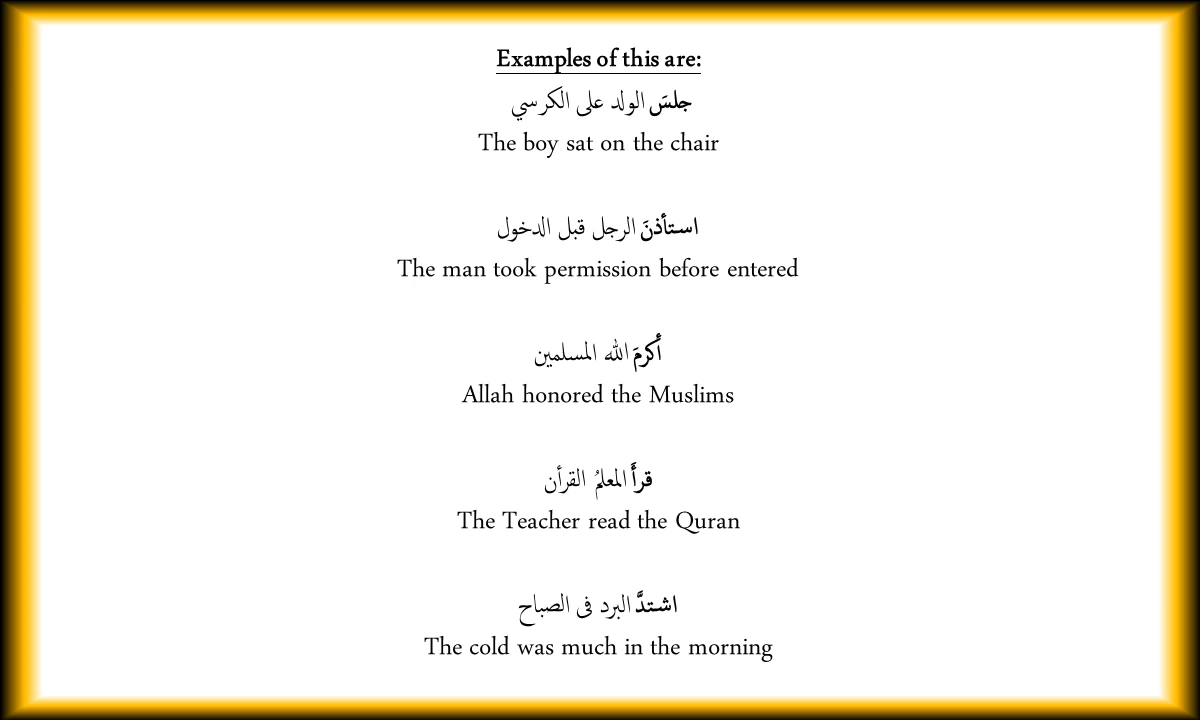 Examples of this are:
جلسَ الولد على الكرسي
The boy sat on the chair
استأذنَ الرجل قبل الدخول
The man took permission before entered
أكرمَ الله المسلمين
Allah honored the Muslims
قرأَ المعلمُ القرأن
The Teacher read the Quran
اشتدَّ البرد فى الصباح
The cold was much in the morning